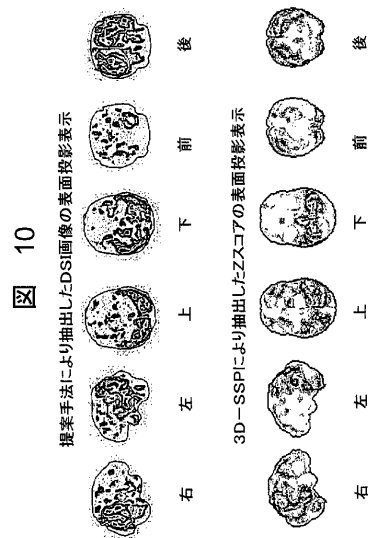 図 10
提案手法により抽出したDSI画像の表面投影表示
右 左 上 下 前 後
3D-SSPにより抽出したZスコアの表面投影表示
右 左 上 下 前 後